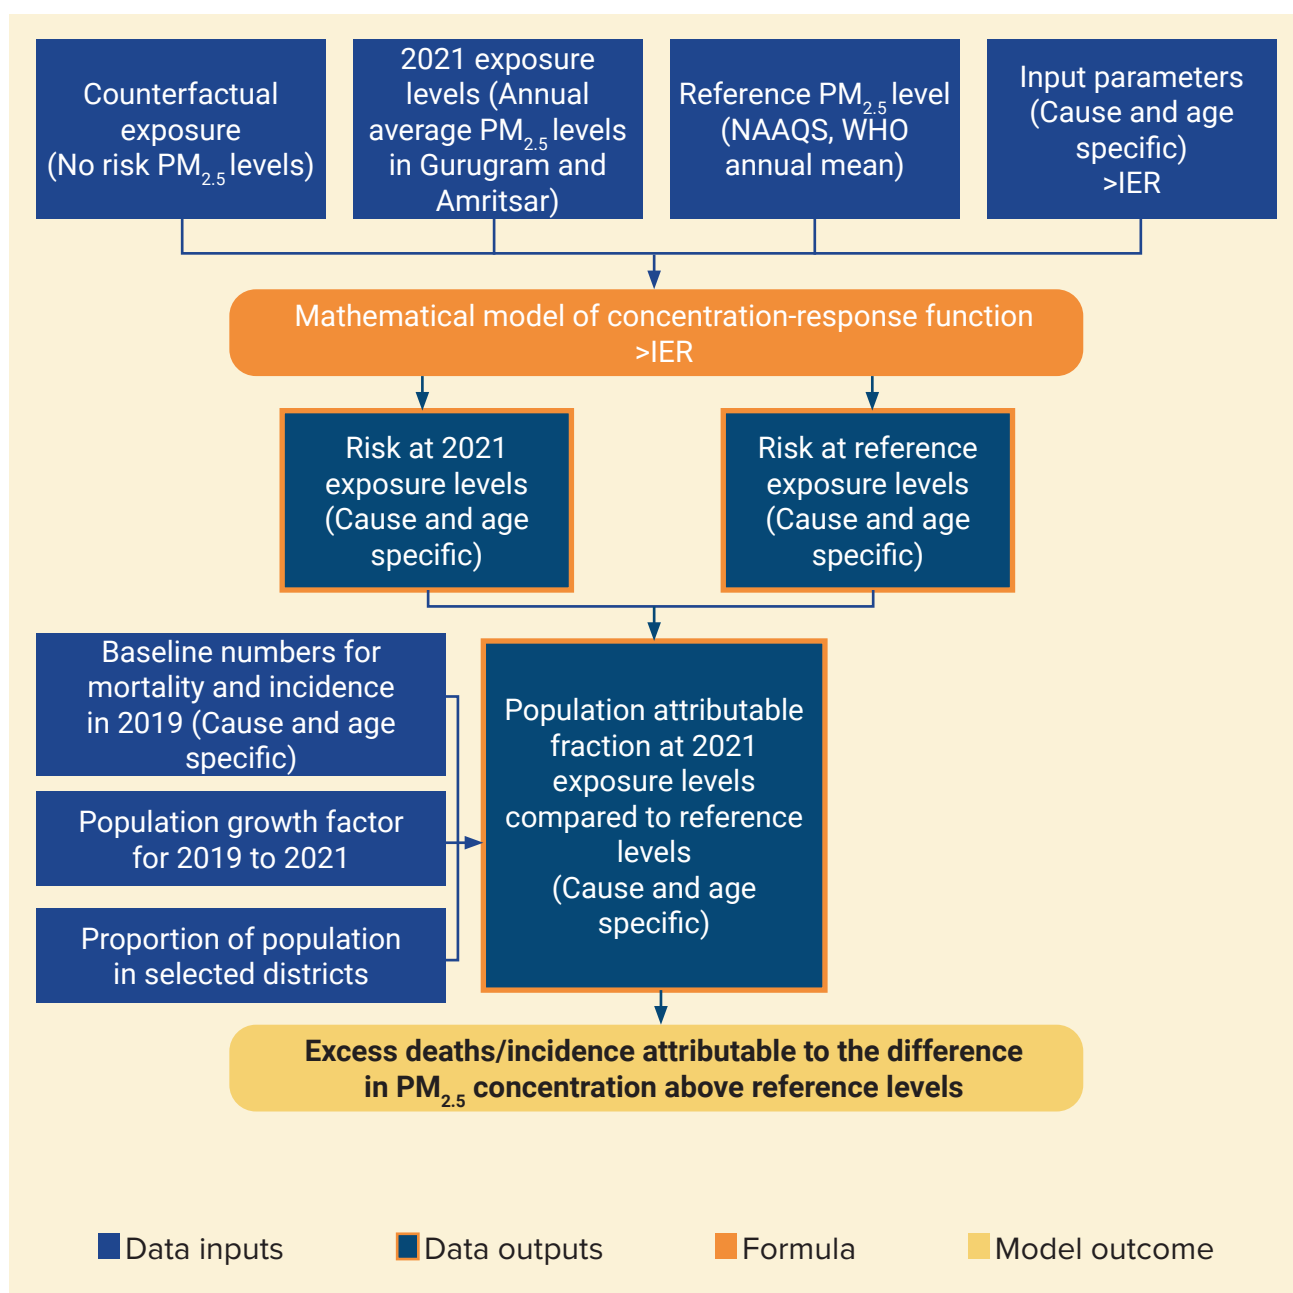 Counterfactual
exposure
(No risk PM2.5 levels)
2021 exposure
levels (Annual
average PM2.5 levels
in Gurugram and
Amritsar)
Reference PM2.5 level
(NAAQS, WHO
annual mean)
Input parameters
(Cause and age
specific)
>IER
Mathematical model of concentration-response function
>IER
Risk at 2021
exposure levels
(Cause and age
specific)
Risk at reference
exposure levels
(Cause and age
specific)
Baseline numbers for
mortality and incidence
in 2019 (Cause and age
specific)
Population growth factor
for 2019 to 2021
Proportion of population
in selected districts
Population attributable
fraction at 2021
exposure levels
compared to reference
levels
(Cause and age
specific)
Excess deaths/incidence attributable to the difference
in PM2.5 concentration above reference levels
Data inputs
Data outputs
Formula
Model outcome